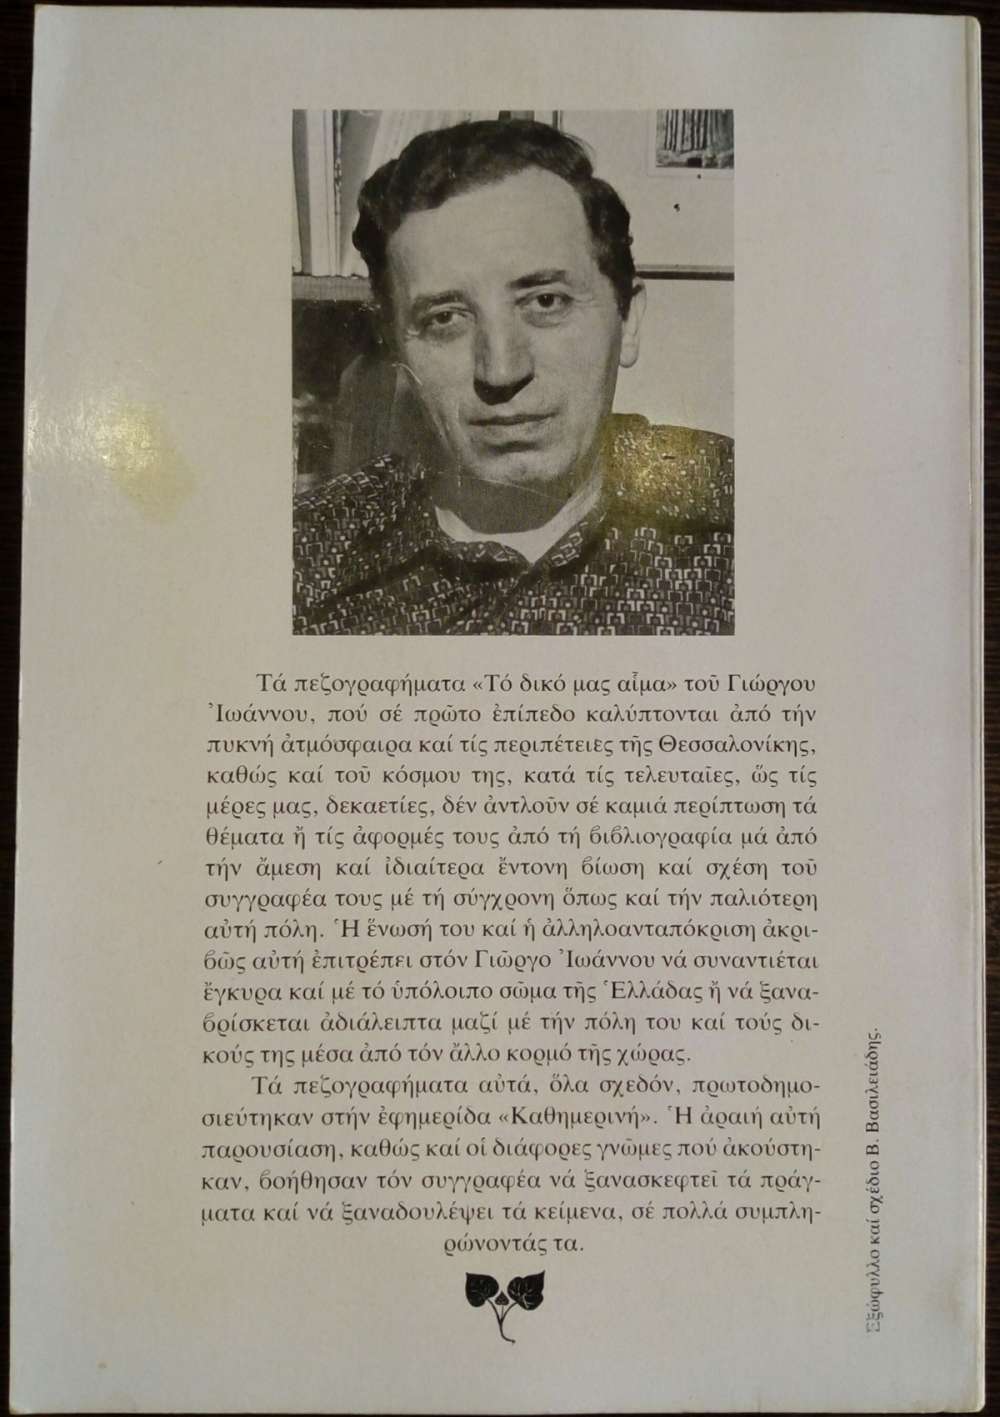 Τά πεζογραφήματα «Τό δικό μας αἷμα» τοῦ Γιώργου
Ἰωάννου, πού σέ πρῶτο ἐπίπεδο καλύπτονται ἀπό τήν
πυκνή ἀτμόσφαιρα καί τίς περιπέτειες τῆς Θεσσαλονίκης,
καθώς καί τοῦ κόσμου της, κατά τίς τελευταῖες, ὥς τίς
μέρες μας, δεκαετίες, δέν ἀντλοῦν σέ καμιά περίπτωση τά
θέματα ἤ τίς ἀφορμές τους ἀπό τή βιβλιογραφία μά ἀπό
τήν ἄμεση καί ἰδιαίτερα ἔντονη βίωση καί σχέση τοῦ
συγγραφέα τους μέ τή σύγχρονη ὅπως καί τήν παλιότερη
αὐτή πόλη. Ἡ ἕνωσή του καί ἡ ἀλληλοανταπόκριση ἀκρι-
βῶς αὐτή ἐπιτρέπει στόν Γιῶργο Ἰωάννου νά συναντιέται
ἔγκυρα καί μέ τό ὑπόλοιπο σῶμα τῆς Ἑλλάδας ἤ νά ξανα-
βρίσκεται ἀδιάλειπτα μαζί μέ τήν πόλη του καί τούς δι-
κούς της μέσα ἀπό τόν ἄλλο κορμό τῆς χώρας.
Τά πεζογραφήματα αὐτά, ὅλα σχεδόν, πρωτοδημο-
σιεύτηκαν στήν ἐφημερίδα «Καθημερινή». Ἡ ἀραιή αὐτή
παρουσίαση, καθώς καί οἱ διάφορες γνῶμες πού ἀκούστη-
καν, βοήθησαν τόν συγγραφέα νά ξανασκεφτεῖ τά πράγ-
ματα καί νά ξαναδουλέψει τά κείμενα, σέ πολλά συμπλη-
ρώνοντάς τα.
Ἐξώφυλλο καί σχέδιο Β. Βασιλειάδης.